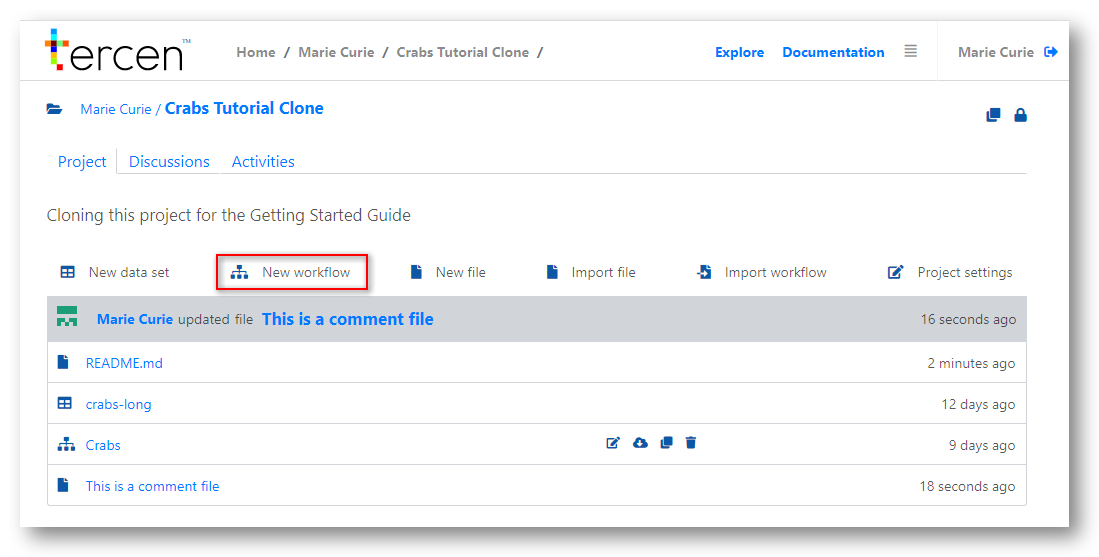 tercen™ Home / Marie Curie / Crabs Tutorial Clone / Explore Documentation Marie Curie
Marie Curie / Crabs Tutorial Clone
Project Discussions Activities
Cloning this project for the Getting Started Guide
New data set New workflow New file Import file Import workflow Project settings
Marie Curie updated file This is a comment file 16 seconds ago
README.md 2 minutes ago
crabs-long 12 days ago
Crabs 9 days ago
This is a comment file 18 seconds ago